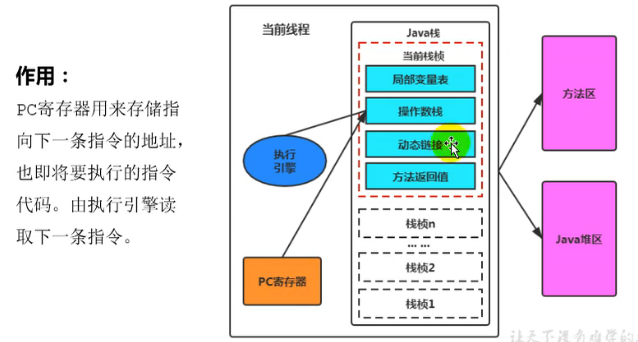 作用：
PC寄存器用来存储指
向下一条指令的地址，
也即将要执行的指令
代码。由执行引擎读
取下一条指令。
当前线程
执行
引擎
PC寄存器
Java栈
当前栈桢
局部变量表
操作数栈
动态链接
方法返回值
栈桢n
... ...
栈桢2
栈桢1
方法区
Java堆区
让天下没有难学的